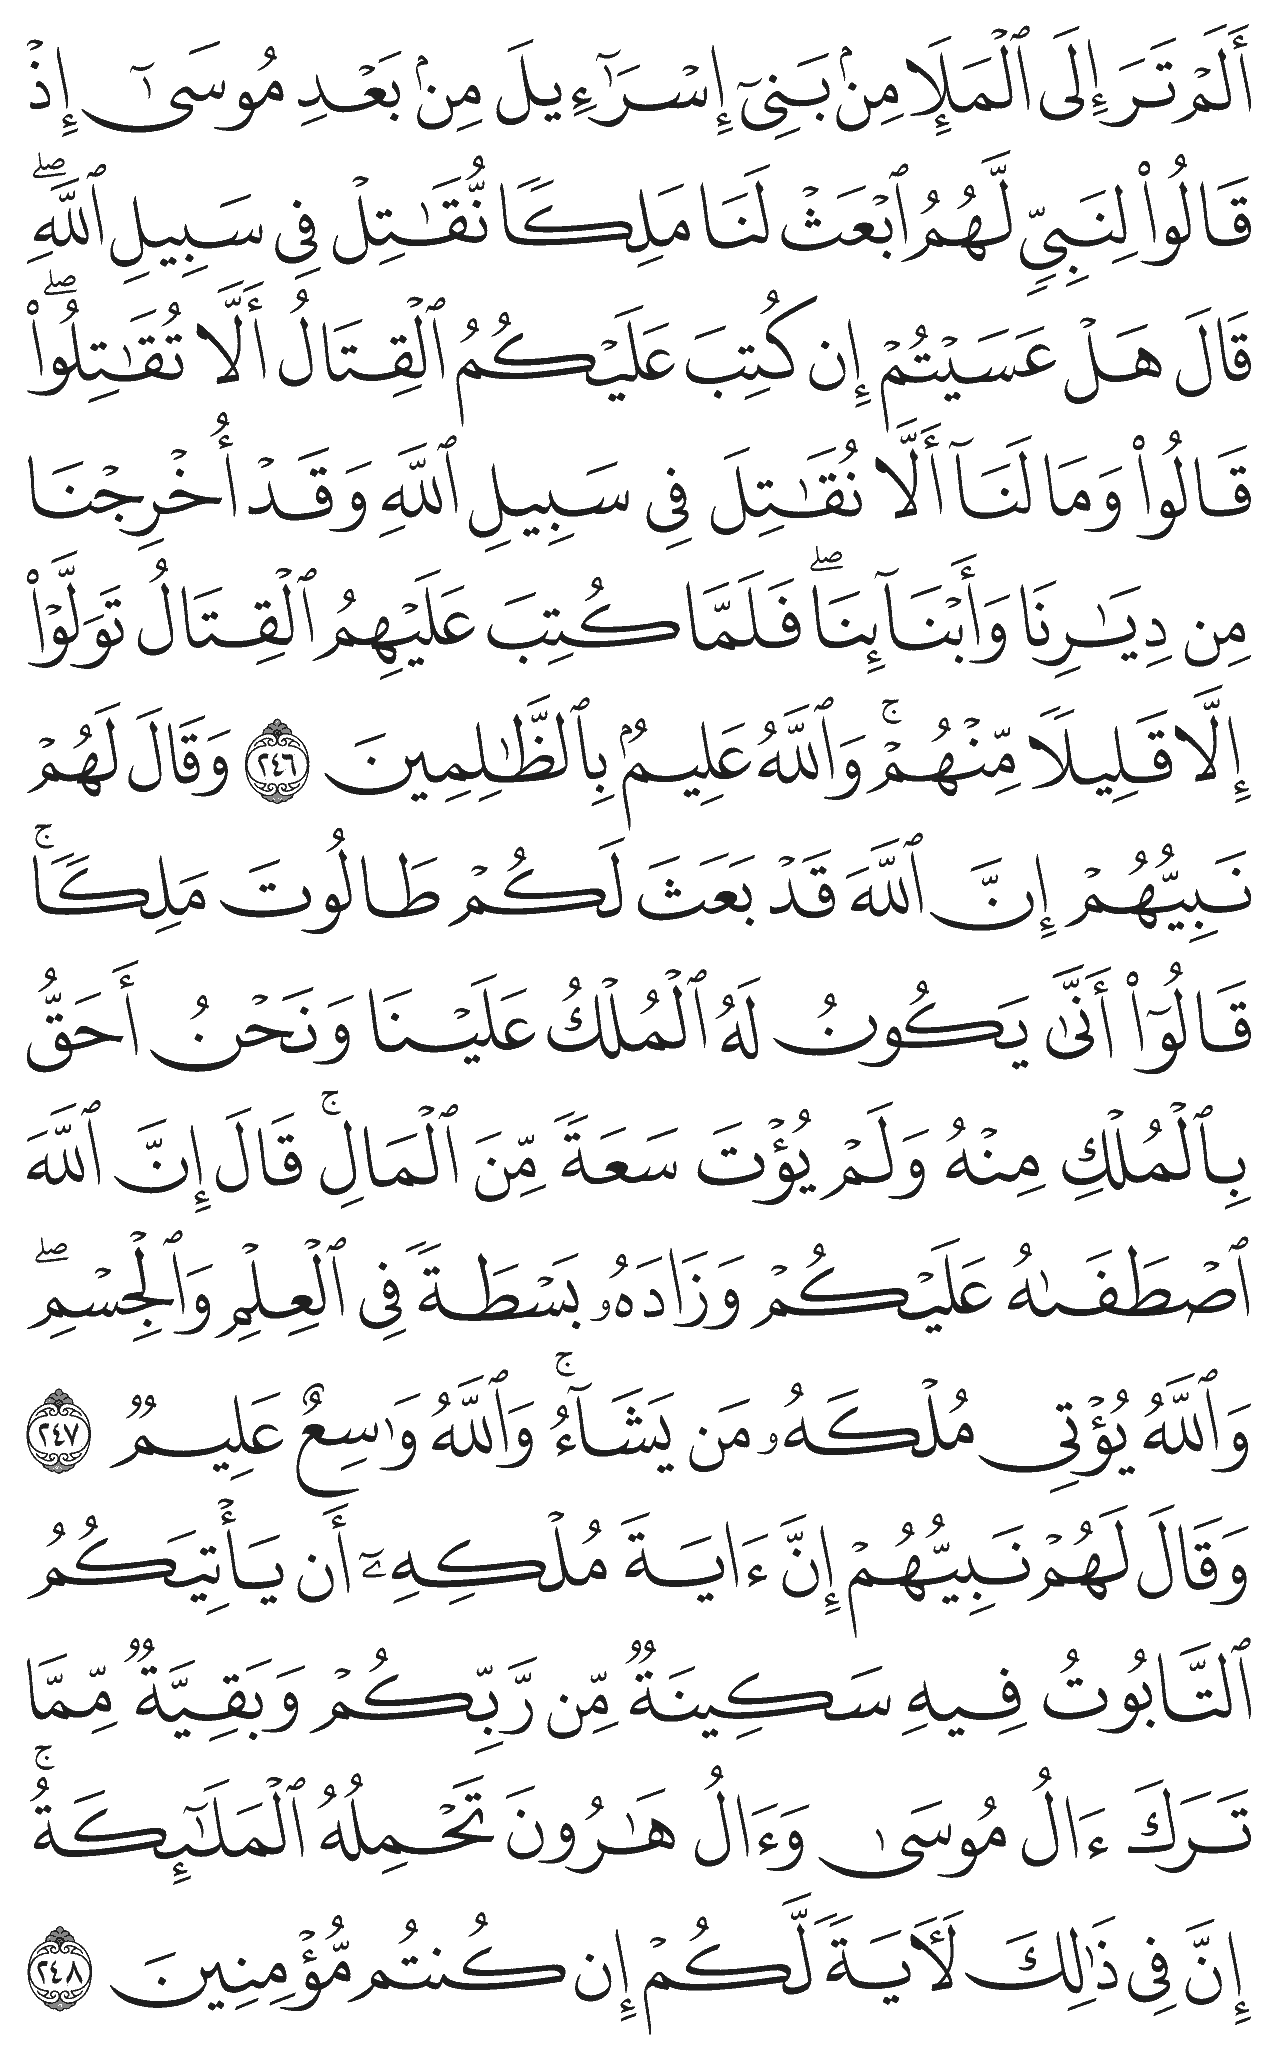 أَلَمْ تَرَ إِلَى ٱلْمَلَإِ مِنۢ بَنِىٓ إِسْرَٰٓءِيلَ مِنۢ بَعْدِ مُوسَىٰٓ إِذْ
قَالُوا۟ لِنَبِىٍّ لَّهُمُ ٱبْعَثْ لَنَا مَلِكًا نُّقَـٰتِلْ فِى سَبِيلِ ٱللَّهِ ۖ
قَالَ هَلْ عَسَيْتُمْ إِن كُتِبَ عَلَيْكُمُ ٱلْقِتَالُ أَلَّا تُقَـٰتِلُوا۟ ۖ
قَالُوا۟ وَمَا لَنَآ أَلَّا نُقَـٰتِلَ فِى سَبِيلِ ٱللَّهِ وَقَدْ أُخْرِجْنَا
مِن دِيَـٰرِنَا وَأَبْنَآئِنَا ۖ فَلَمَّا كُتِبَ عَلَيْهِمُ ٱلْقِتَالُ تَوَلَّوْا۟
إِلَّا قَلِيلًا مِّنْهُمْ ۚ وَٱللَّهُ عَلِيمٌۢ بِٱلظَّـٰلِمِينَ ٢٤٦ وَقَالَ لَهُمْ
نَبِيُّهُمْ إِنَّ ٱللَّهَ قَدْ بَعَثَ لَكُمْ طَالُوتَ مَلِكًا ۚ
قَالُوٓا۟ أَنَّىٰ يَكُونُ لَهُ ٱلْمُلْكُ عَلَيْنَا وَنَحْنُ أَحَقُّ
بِٱلْمُلْكِ مِنْهُ وَلَمْ يُؤْتَ سَعَةً مِّنَ ٱلْمَالِ ۚ قَالَ إِنَّ ٱللَّهَ
ٱصْطَفَىٰهُ عَلَيْكُمْ وَزَادَهُۥ بَسْطَةً فِى ٱلْعِلْمِ وَٱلْجِسْمِ ۖ
وَٱللَّهُ يُؤْتِى مُلْكَهُۥ مَن يَشَآءُ ۚ وَٱللَّهُ وَٰسِعٌ عَلِيمٌ ٢٤٧
وَقَالَ لَهُمْ نَبِيُّهُمْ إِنَّ ءَايَةَ مُلْكِهِۦٓ أَن يَأْتِيَكُمُ
ٱلتَّابُوتُ فِيهِ سَكِينَةٌ مِّن رَّبِّكُمْ وَبَقِيَّةٌ مِّمَّا
تَرَكَ ءَالُ مُوسَىٰ وَءَالُ هَـٰرُونَ تَحْمِلُهُ ٱلْمَلَـٰٓئِكَةُ ۚ
إِنَّ فِى ذَٰلِكَ لَـَٔايَةً لَّكُمْ إِن كُنتُم مُّؤْمِنِينَ ٢٤٨